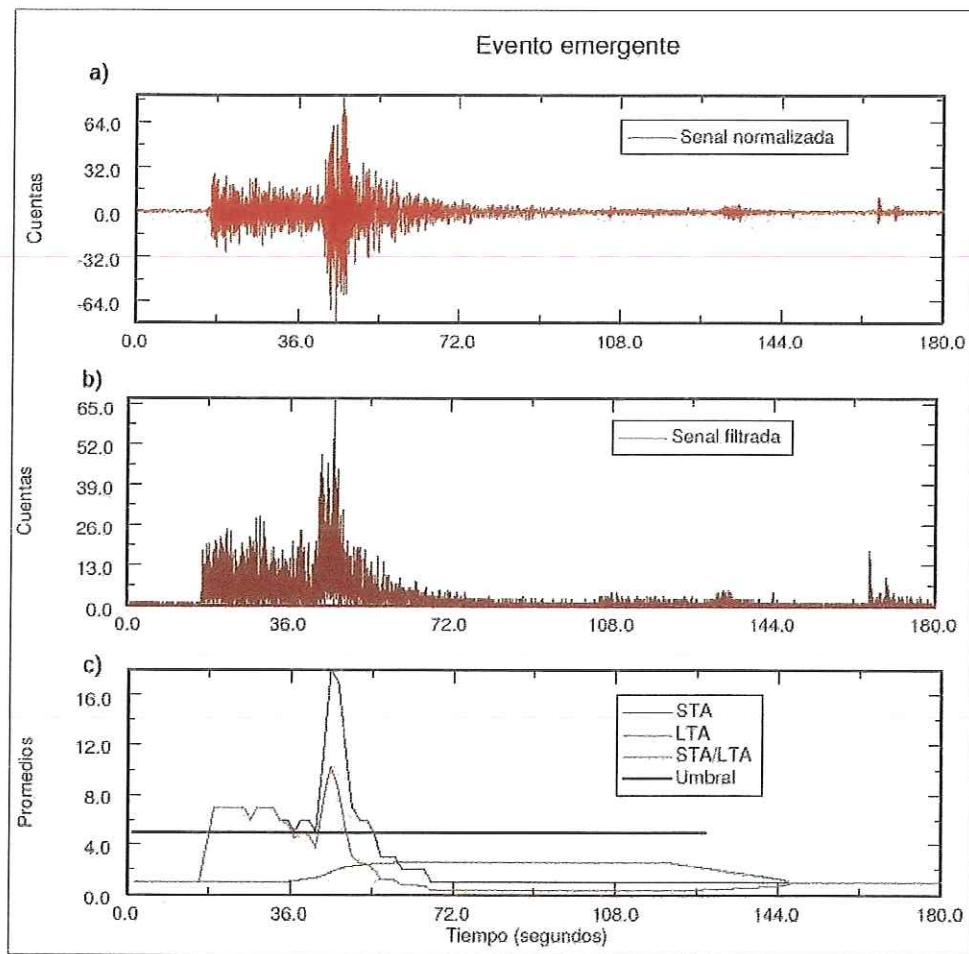 Evento emergente
a)
Senal normalizada
Cuentas
64.0
32.0
0.0
-32.0
-64.0
0.0 36.0 72.0 108.0 144.0 180.0
b)
Senal filtrada
Cuentas
65.0
52.0
39.0
26.0
13.0
0.0
0.0 36.0 72.0 108.0 144.0 180.0
c)
STA
LTA
STA/LTA
Umbral
Promedios
16.0
12.0
8.0
4.0
0.0
0.0 36.0 72.0 108.0 144.0 180.0
Tiempo (segundos)